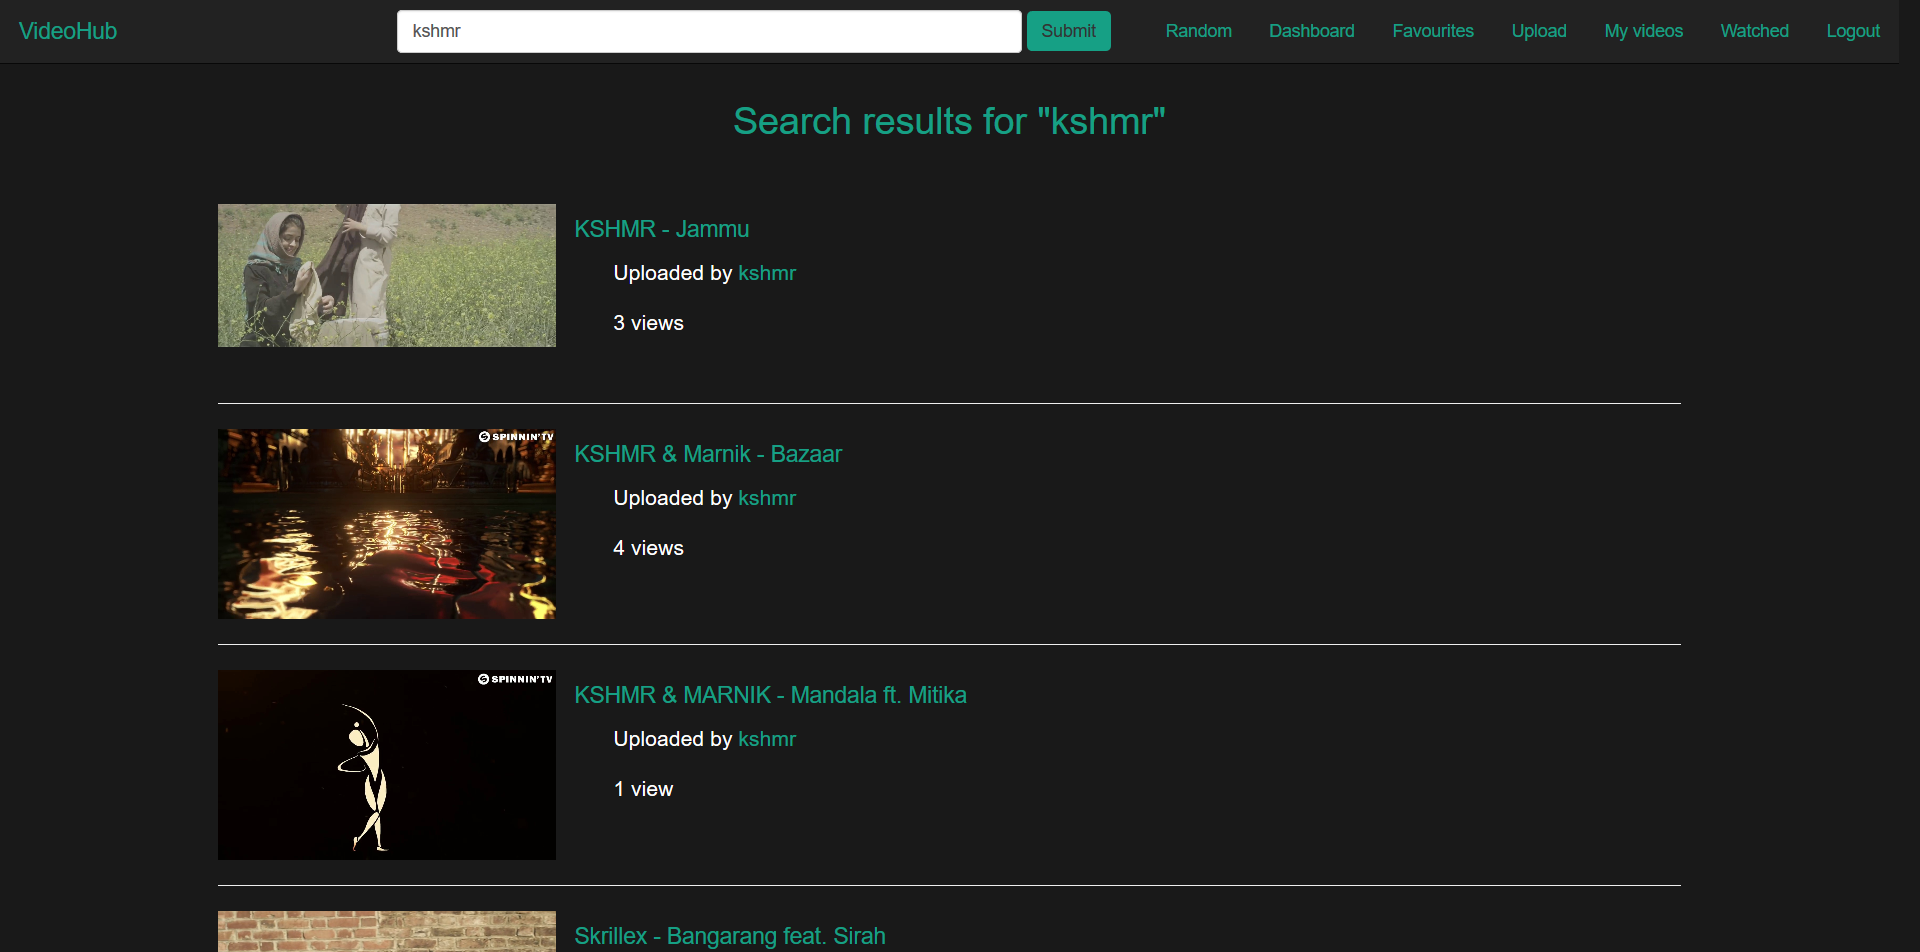 VideoHub
kshmr
Submit
Random
Dashboard
Favourites
Upload
My videos
Watched
Logout
Search results for "kshmr"
KSHMR - Jammu
Uploaded by kshmr
3 views
SPINNIN'TV
KSHMR & Marnik - Bazaar
Uploaded by kshmr
4 views
SPINNIN'TV
KSHMR & MARNIK - Mandala ft. Mitika
Uploaded by kshmr
1 view
Skrillex - Bangarang feat. Sirah